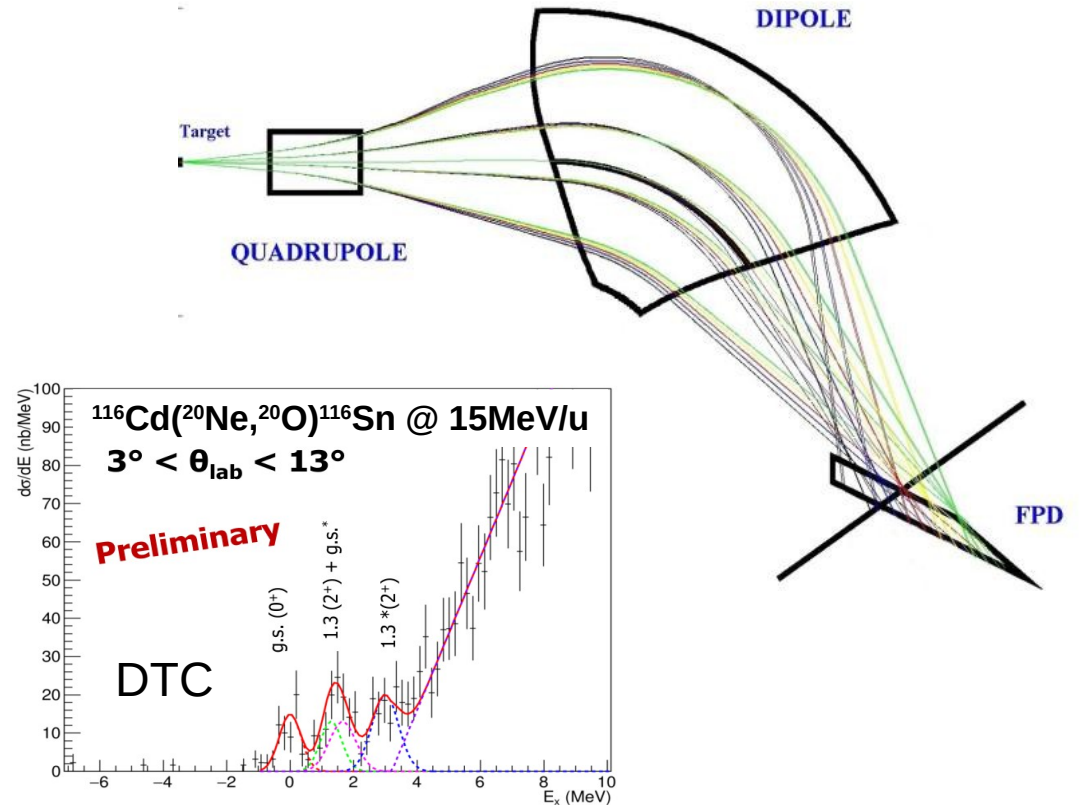 DIPOLE
Target
QUADRUPOLE
FPD
¹¹⁶Cd(²⁰Ne,²⁰O)¹¹⁶Sn @ 15MeV/u
3° < θlab < 13°
Preliminary
g.s. (0⁺)
1.3 (2⁺) + g.s.*
1.3 *(2⁺)
DTC
dσ/dE (nb/MeV)
100
90
80
70
60
50
40
30
20
10
0
−6 −4 −2 0 2 4 6 8 10
Eₓ (MeV)